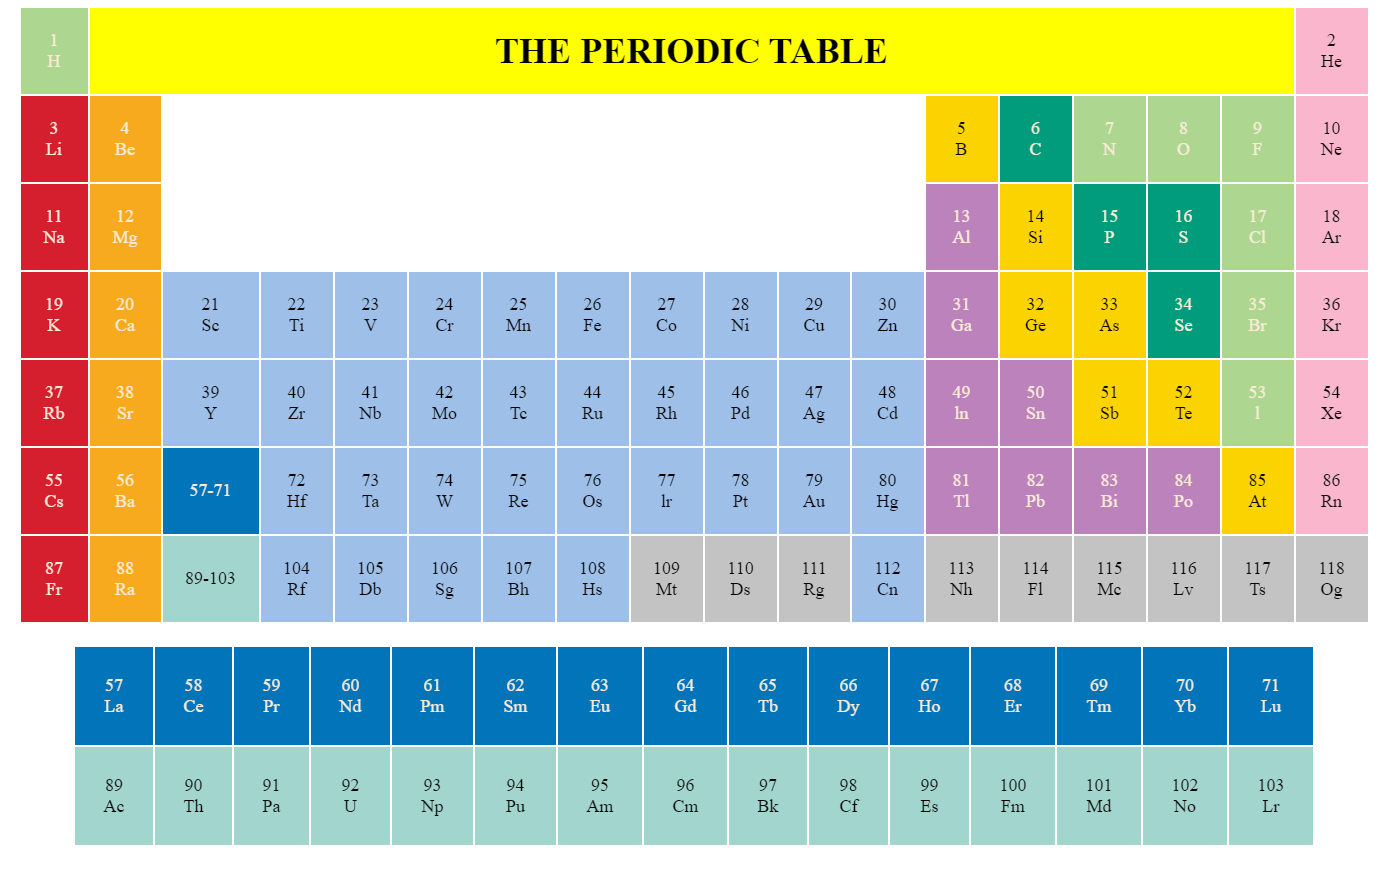 1
H
THE PERIODIC TABLE
2
He
3 4 5 6 7 8 9 10
Li Be B C N O F Ne
11 12 13 14 15 16 17 18
Na Mg Al Si P S Cl Ar
19 20 21 22 23 24 25 26 27 28 29 30 31 32 33 34 35 36
K Ca Sc Ti V Cr Mn Fe Co Ni Cu Zn Ga Ge As Se Br Kr
37 38 39 40 41 42 43 44 45 46 47 48 49 50 51 52 53 54
Rb Sr Y Zr Nb Mo Tc Ru Rh Pd Ag Cd ln Sn Sb Te l Xe
55 56 57-71 72 73 74 75 76 77 78 79 80 81 82 83 84 85 86
Cs Ba Hf Ta W Re Os lr Pt Au Hg Tl Pb Bi Po At Rn
87 88 89-103 104 105 106 107 108 109 110 111 112 113 114 115 116 117 118
Fr Ra Rf Db Sg Bh Hs Mt Ds Rg Cn Nh Fl Mc Lv Ts Og
57 58 59 60 61 62 63 64 65 66 67 68 69 70 71
La Ce Pr Nd Pm Sm Eu Gd Tb Dy Ho Er Tm Yb Lu
89 90 91 92 93 94 95 96 97 98 99 100 101 102 103
Ac Th Pa U Np Pu Am Cm Bk Cf Es Fm Md No Lr